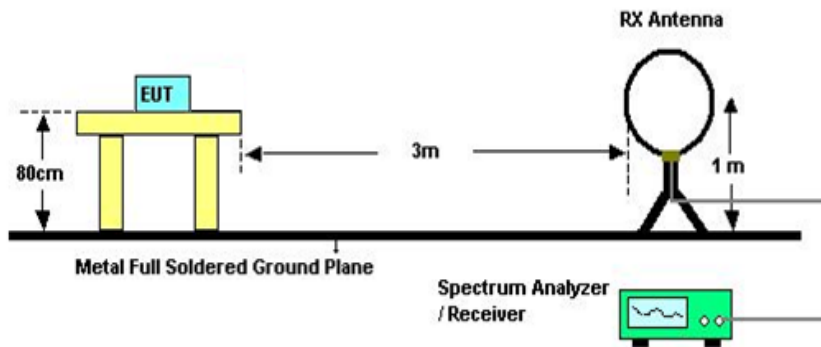 RX Antenna
EUT
80cm
3m
1 m
Metal Full Soldered Ground Plane
Spectrum Analyzer
/ Receiver